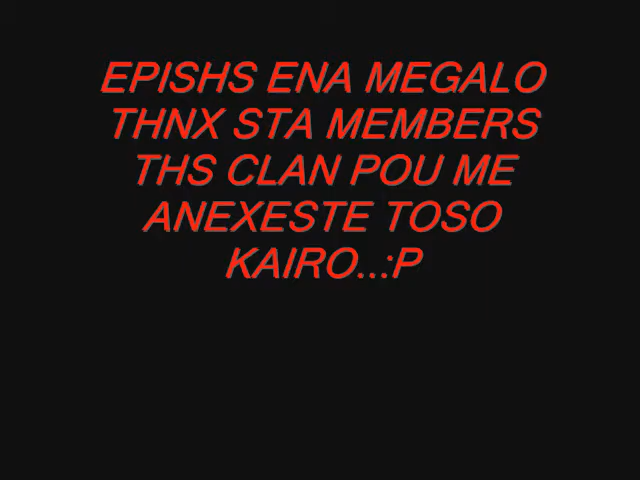 EPISHS ENA MEGALO
THNX STA MEMBERS
THS CLAN POU ME
ANEXESTE TOSO
KAIRO..:P